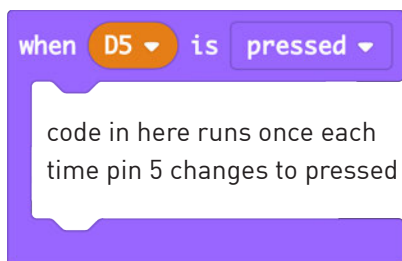 when D5 is pressed
code in here runs once each
time pin 5 changes to pressed